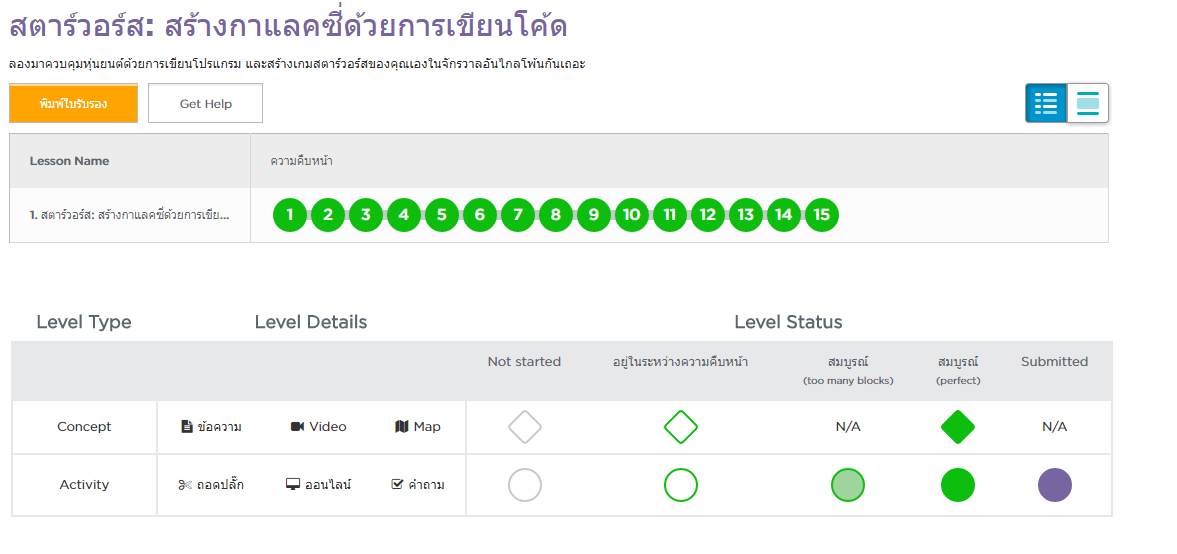 สตาร์วอร์ส: สร้างกาแลคซี่ด้วยการเขียนโค้ด
ลองมาควบคุมหุ่นยนต์ด้วยการเขียนโปรแกรม และสร้างเกมสตาร์วอร์สของคุณเองในจักรวาลอันไกลโพ้นกันเถอะ
พิมพ์ใบรับรอง Get Help
Lesson Name ความคืบหน้า
1. สตาร์วอร์ส: สร้างกาแลคซี่ด้วยการเขีย... 1 2 3 4 5 6 7 8 9 10 11 12 13 14 15
Level Type Level Details Level Status
Not started อยู่ในระหว่างความคืบหน้า สมบูรณ์ สมบูรณ์ Submitted
(too many blocks) (perfect)
Concept ข้อความ Video Map N/A N/A
Activity ถอดปลั๊ก ออนไลน์ คำถาม